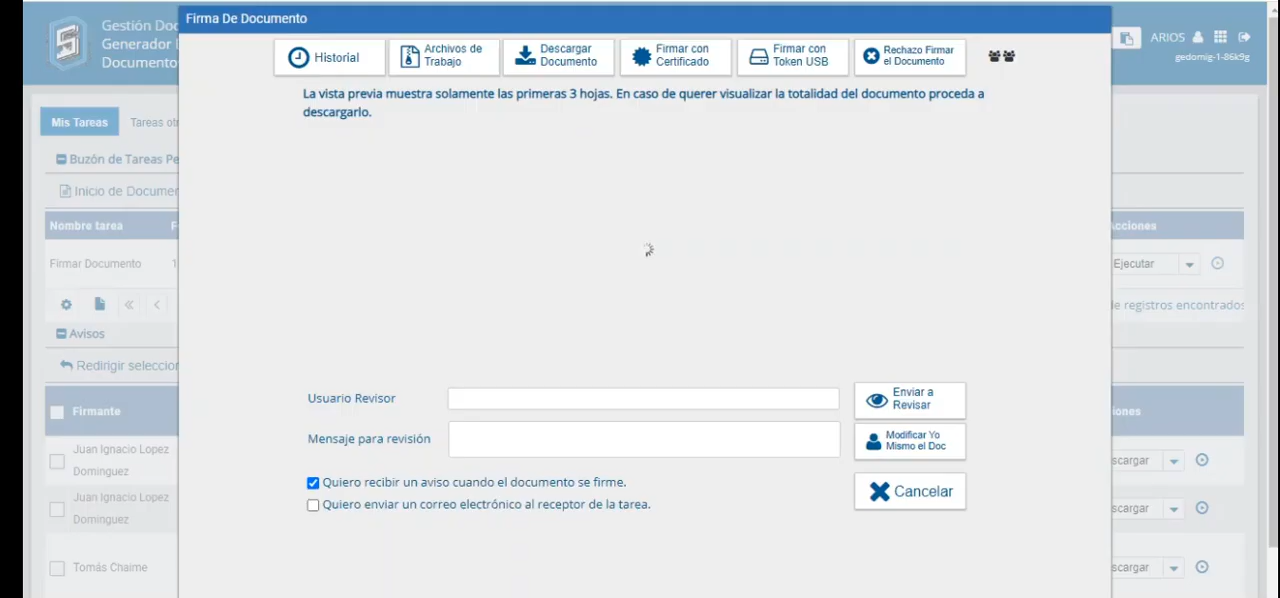 Gestión Doc
Generador
Documento
Firma De Documento
ARIOS
gedomig-1-86k9g
Historial
Archivos de
Trabajo
Descargar
Documento
Firmar con
Certificado
Firmar con
Token USB
Rechazo Firmar
el Documento
La vista previa muestra solamente las primeras 3 hojas. En caso de querer visualizar la totalidad del documento proceda a
descargarlo.
Mis Tareas
Tareas otr
Buzón de Tareas Pe
Inicio de Documen
Nombre tarea
F
Acciones
Firmar Documento
1
Ejecutar
de registros encontrados
Avisos
Redirigir seleccion
Firmante
iones
Juan Ignacio Lopez
Dominguez
scargar
Juan Ignacio Lopez
Dominguez
scargar
Tomás Chaime
scargar
Usuario Revisor
Enviar a
Revisar
Mensaje para revisión
Modificar Yo
Mismo el Doc
Quiero recibir un aviso cuando el documento se firme.
Cancelar
Quiero enviar un correo electrónico al receptor de la tarea.